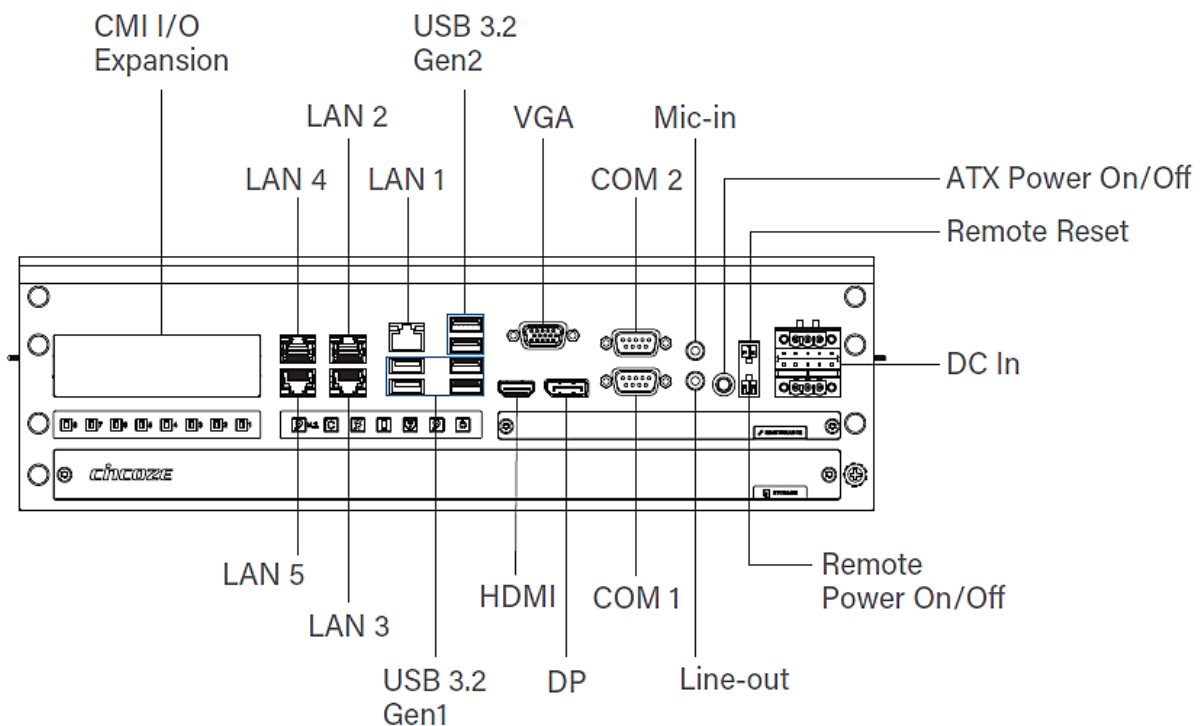 CMI I/O
Expansion
USB 3.2
Gen2
LAN 2
VGA
Mic-in
LAN 4
LAN 1
COM 2
ATX Power On/Off
Remote Reset
DC In
cincoze
LAN 5
HDMI
COM 1
Remote
Power On/Off
LAN 3
USB 3.2
Gen1
DP
Line-out